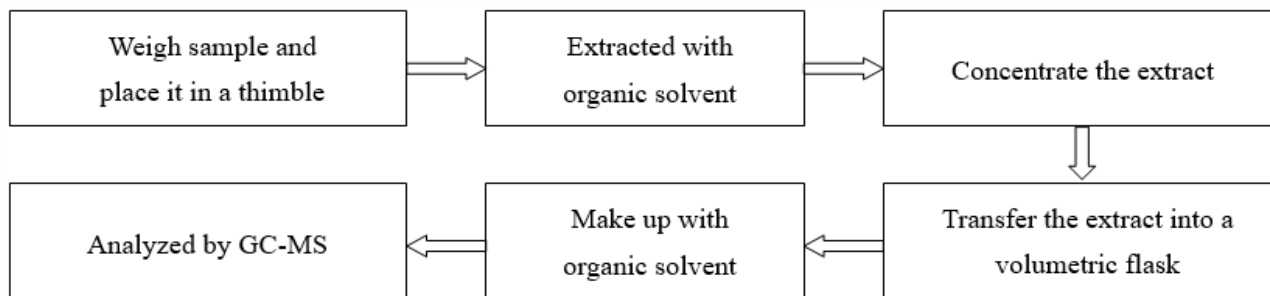 Weigh sample and
place it in a thimble
Extracted with
organic solvent
Concentrate the extract
Transfer the extract into a
volumetric flask
Make up with
organic solvent
Analyzed by GC-MS